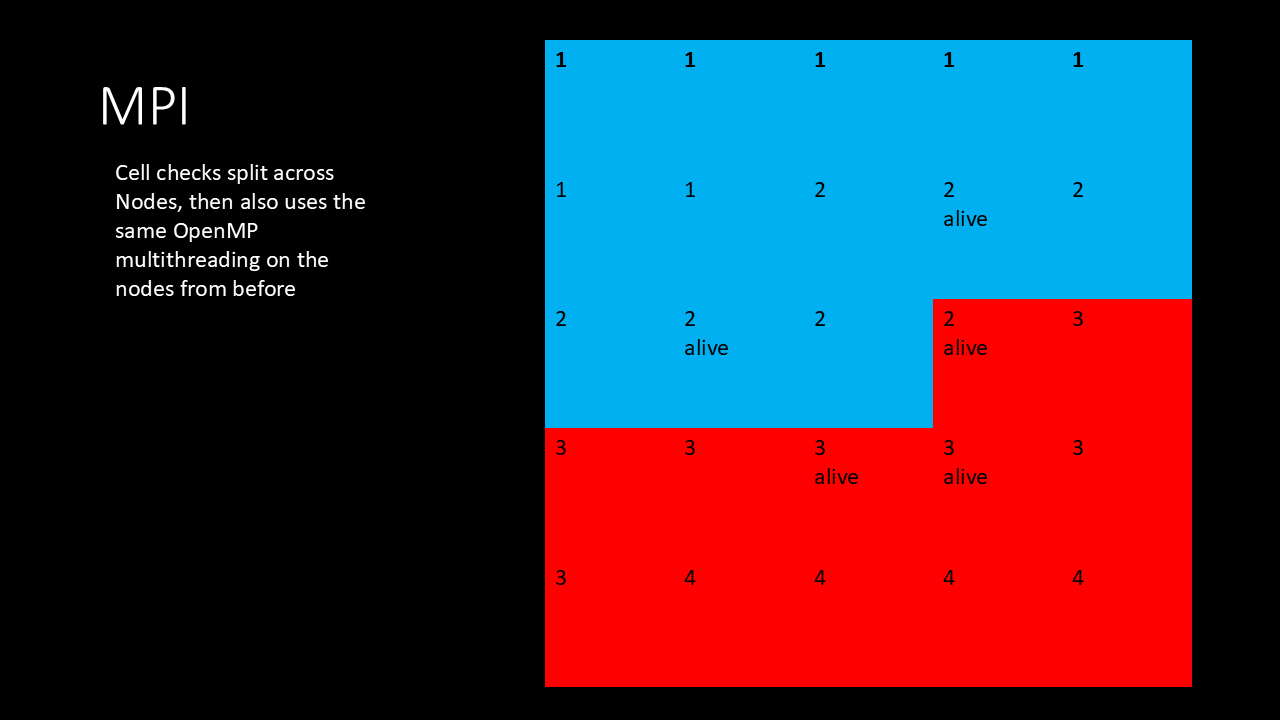 MPI
Cell checks split across
Nodes, then also uses the
same OpenMP
multithreading on the
nodes from before
1 1 1 1 1
1 1 2 2 2
alive
2 2 2 2 3
alive alive
3 3 3 3 3
alive alive
3 4 4 4 4